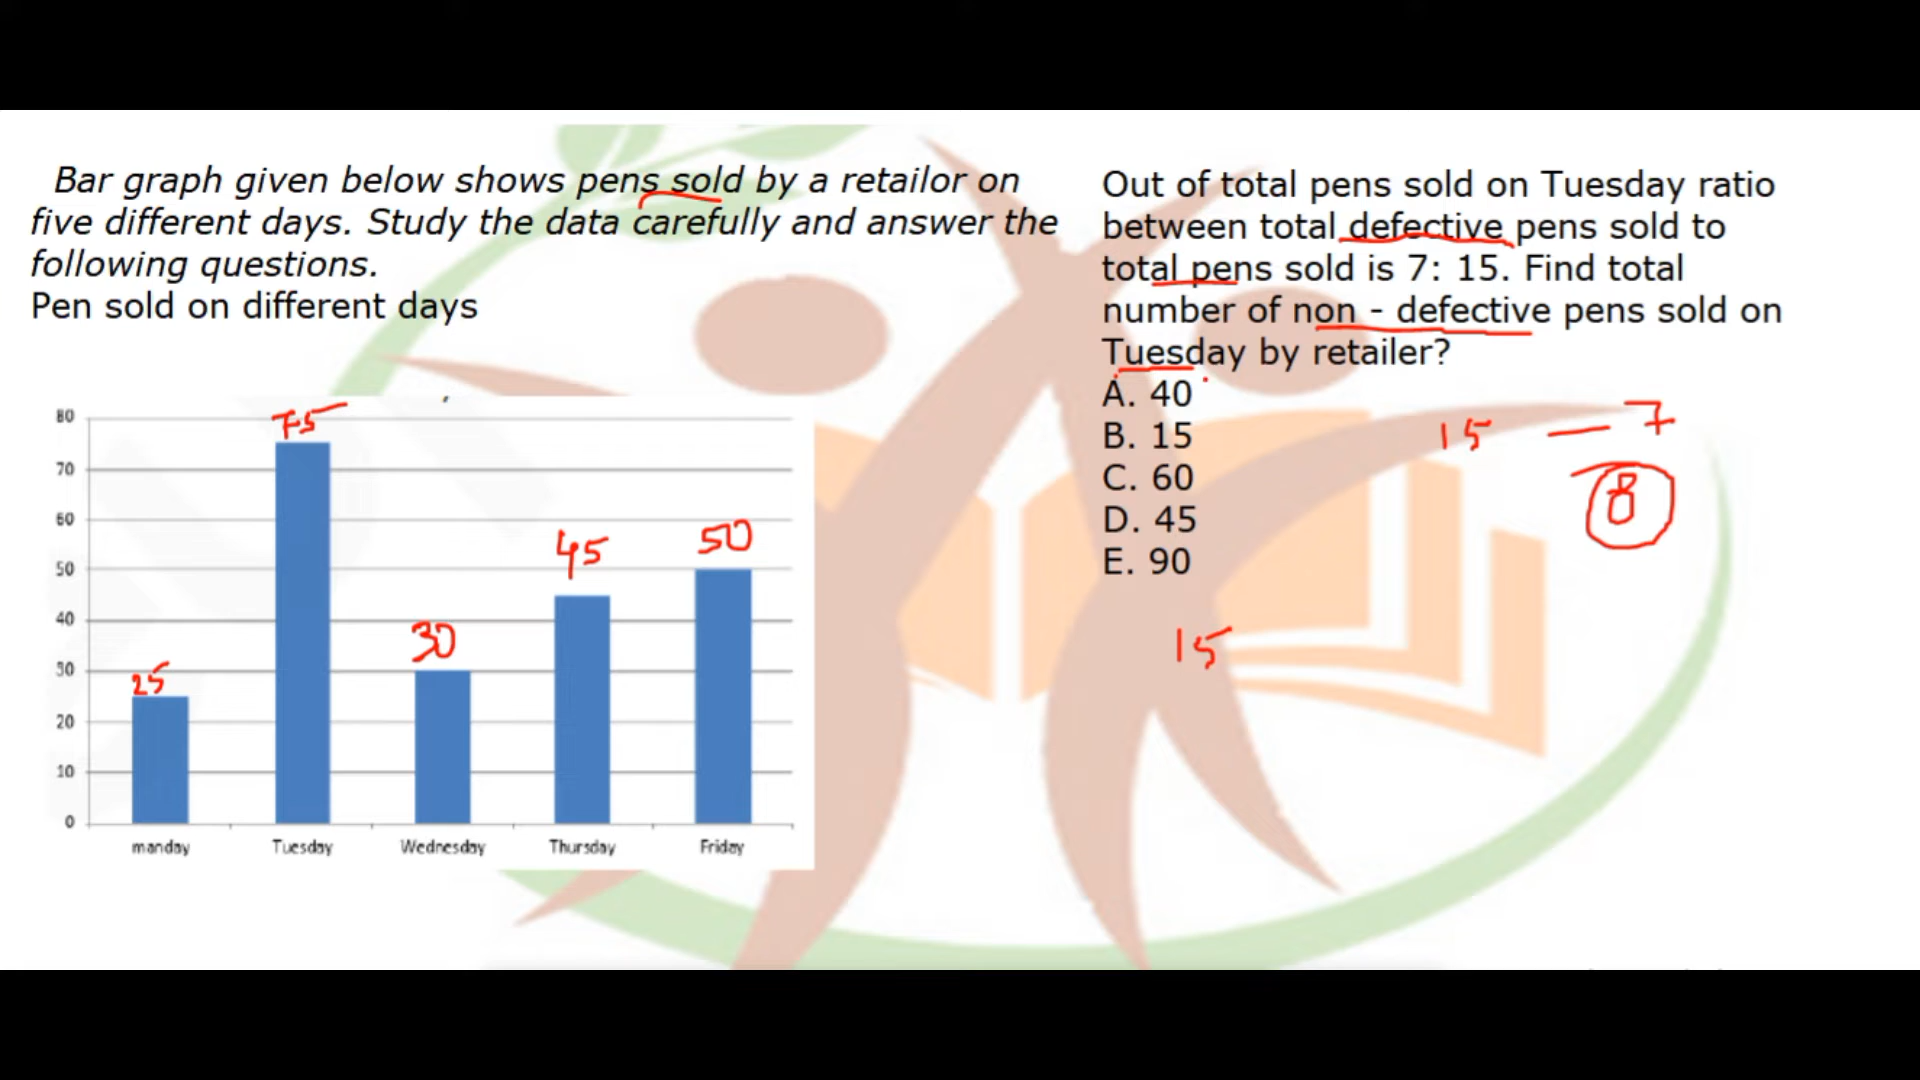 Bar graph given below shows pens sold by a retailor on
five different days. Study the data carefully and answer the
following questions.
Pen sold on different days
80
70
60
50
40
30
20
10
0
75
45
50
30
25
manday Tuesday Wednesday Thursday Friday
Out of total pens sold on Tuesday ratio
between total defective pens sold to
total pens sold is 7: 15. Find total
number of non - defective pens sold on
Tuesday by retailer?
A. 40
B. 15
C. 60
D. 45
E. 90
15 — 7
8
15